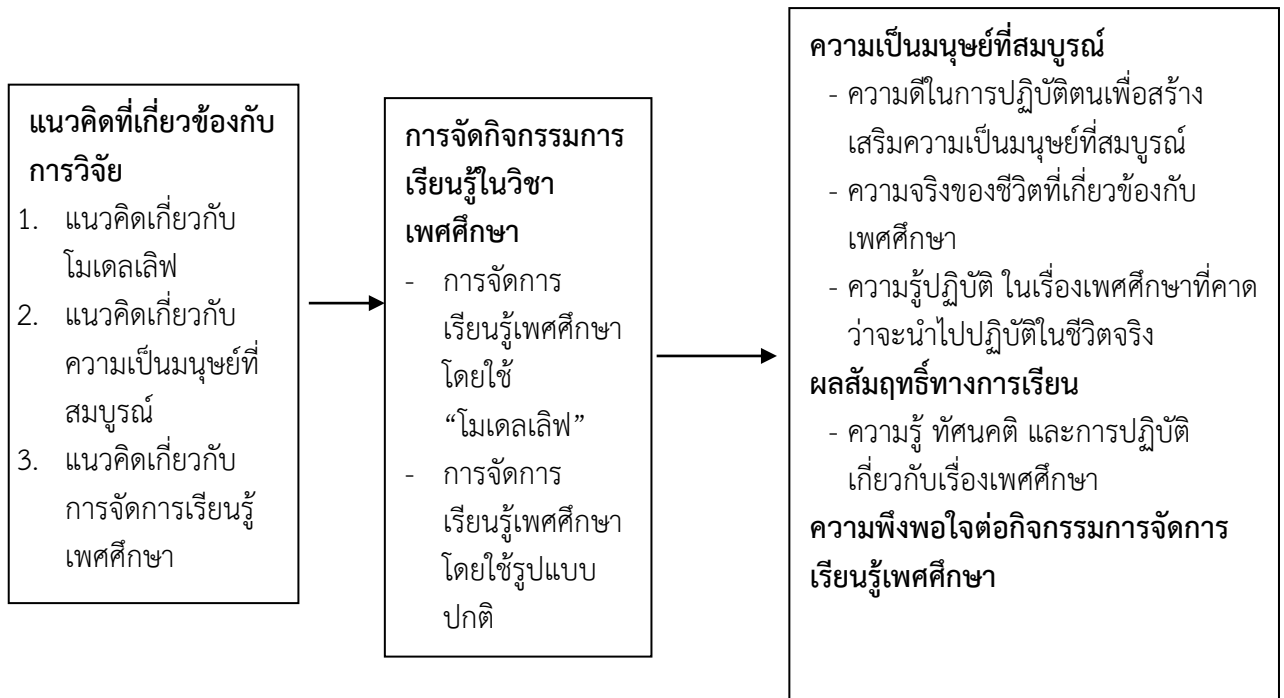 แนวคิดที่เกี่ยวข้องกับ
การวิจัย
1. แนวคิดเกี่ยวกับ
โมเดลเลิฟ
2. แนวคิดเกี่ยวกับ
ความเป็นมนุษย์ที่
สมบูรณ์
3. แนวคิดเกี่ยวกับ
การจัดการเรียนรู้
เพศศึกษา
การจัดกิจกรรมการ
เรียนรู้ในวิชา
เพศศึกษา
- การจัดการ
เรียนรู้เพศศึกษา
โดยใช้
“โมเดลเลิฟ”
- การจัดการ
เรียนรู้เพศศึกษา
โดยใช้รูปแบบ
ปกติ
ความเป็นมนุษย์ที่สมบูรณ์
- ความดีในการปฏิบัติตนเพื่อสร้าง
เสริมความเป็นมนุษย์ที่สมบูรณ์
- ความจริงของชีวิตที่เกี่ยวข้องกับ
เพศศึกษา
- ความรู้ปฏิบัติ ในเรื่องเพศศึกษาที่คาด
ว่าจะนำไปปฏิบัติในชีวิตจริง
ผลสัมฤทธิ์ทางการเรียน
- ความรู้ ทัศนคติ และการปฏิบัติ
เกี่ยวกับเรื่องเพศศึกษา
ความพึงพอใจต่อกิจกรรมการจัดการ
เรียนรู้เพศศึกษา